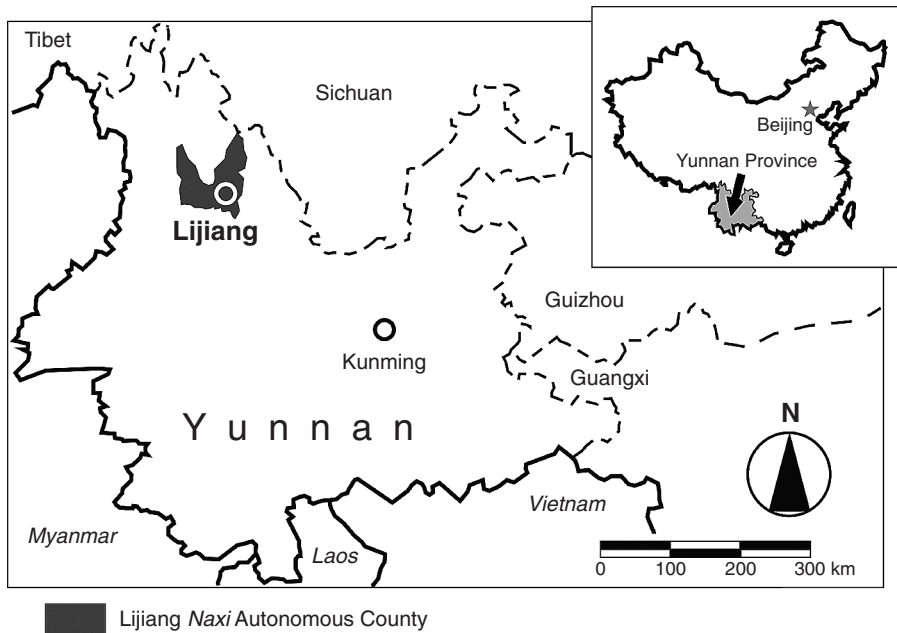 Tibet
Sichuan
Beijing
Yunnan Province
Lijiang
Guizhou
Kunming
Guangxi
Yunnan
N
Vietnam
Myanmar
Laos
0 100 200 300 km
Lijiang Naxi Autonomous County